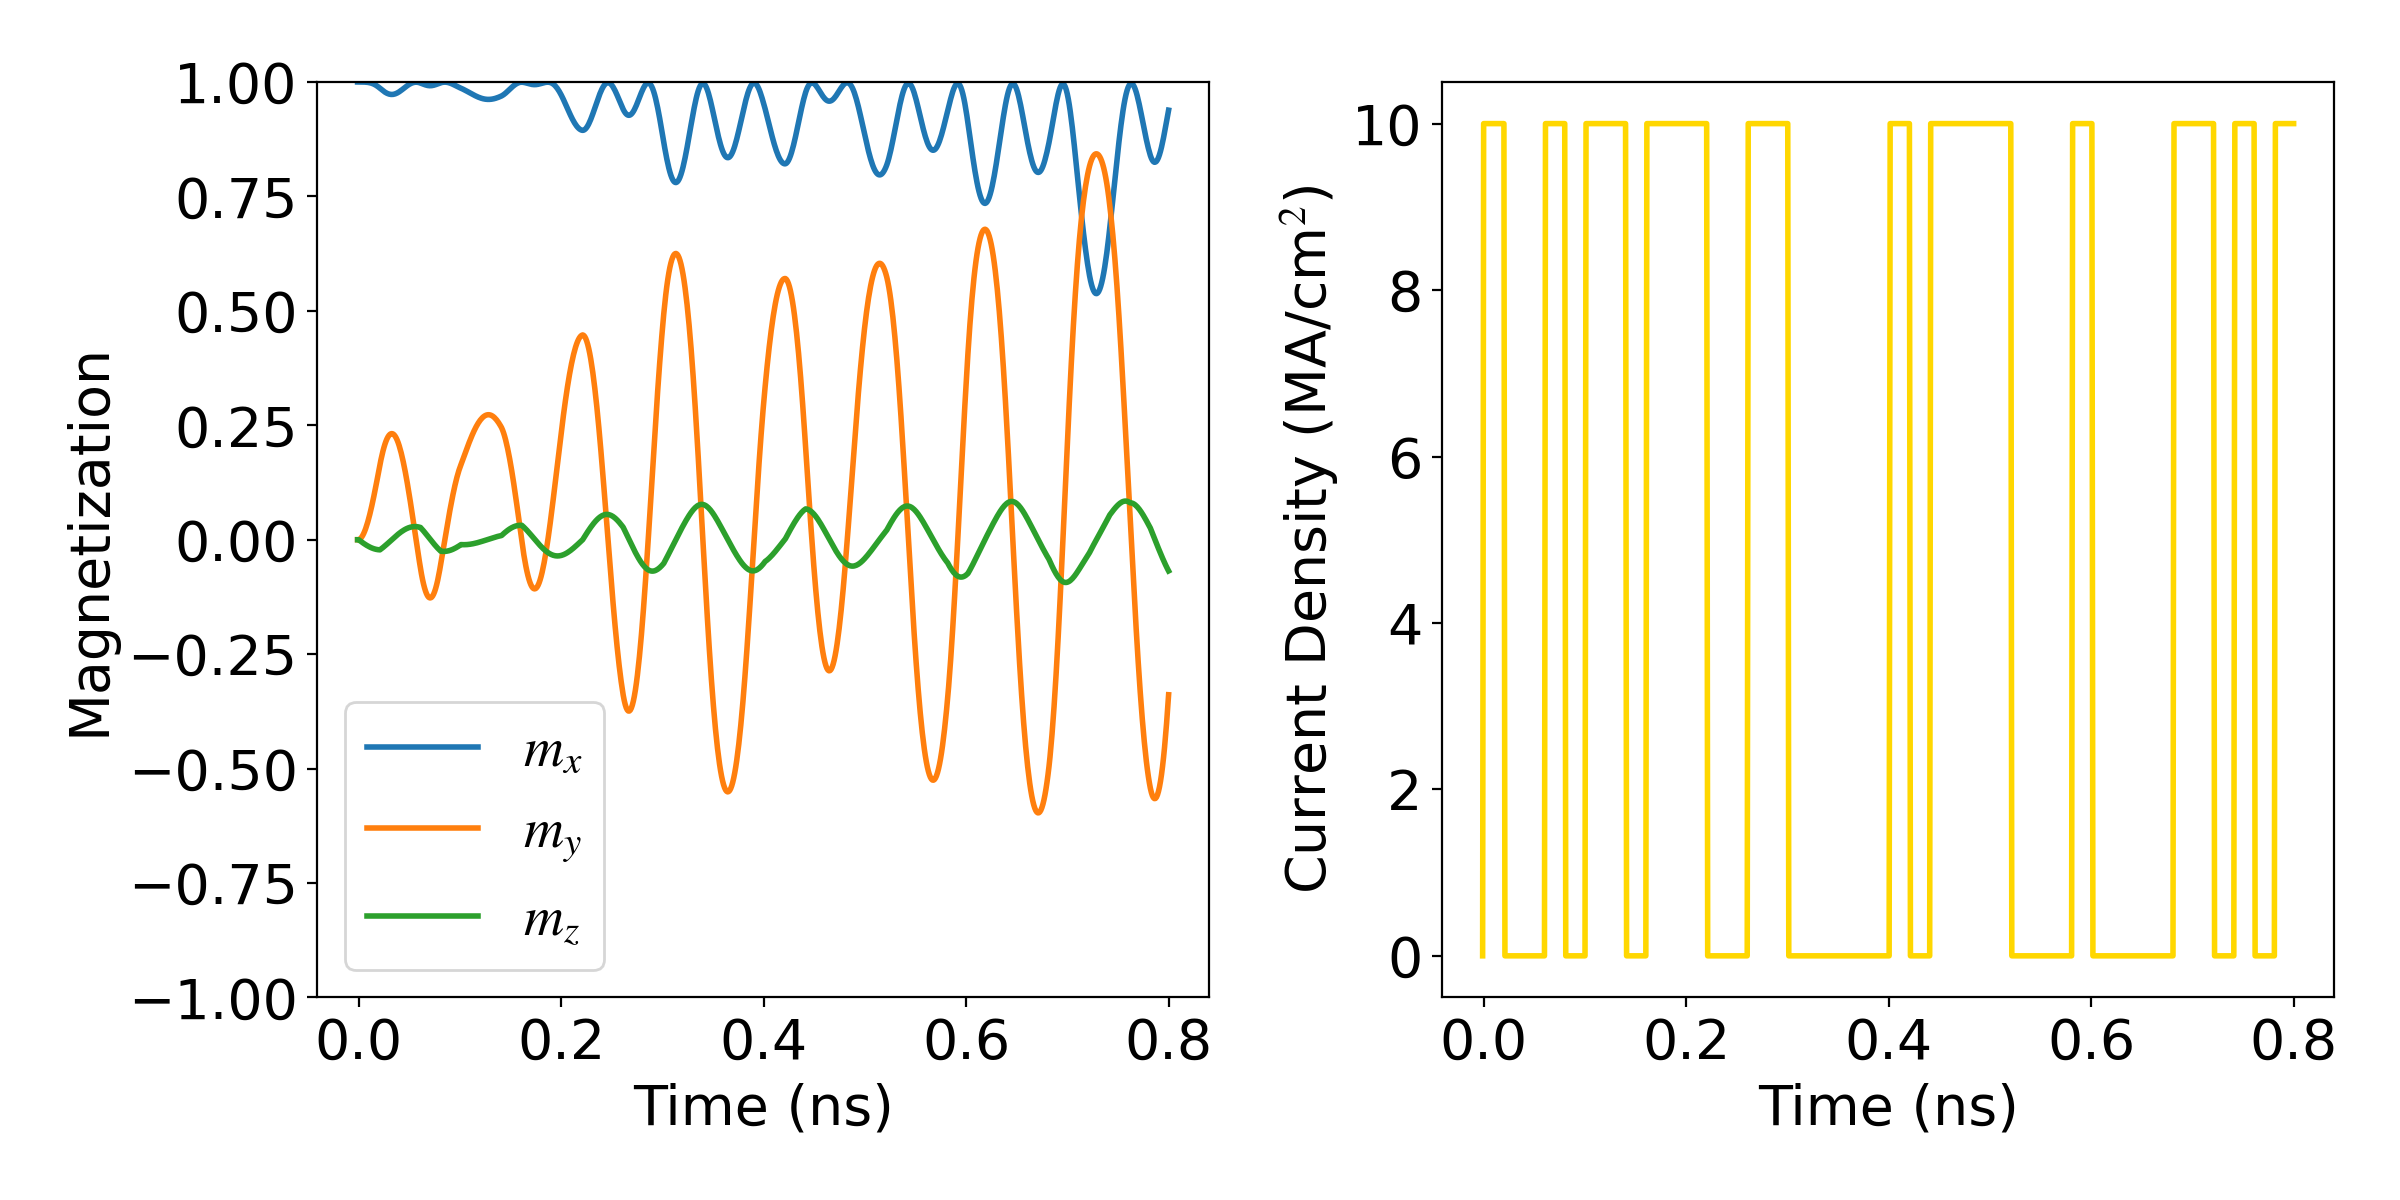 1.00
0.75
0.50
0.25
0.00
−0.25
−0.50
−0.75
−1.00
Magnetization
m_x
m_y
m_z
0.0 0.2 0.4 0.6 0.8
Time (ns)
10
8
6
4
2
0
Current Density (MA/cm²)
0.0 0.2 0.4 0.6 0.8
Time (ns)